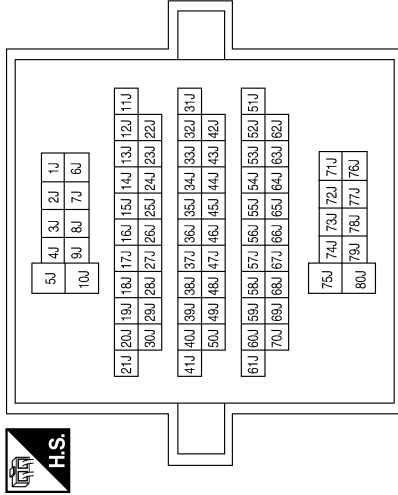 H.S.
5J 4J 3J 2J 1J
10J 9J 8J 7J 6J
21J 20J 19J 18J 17J 16J 15J 14J 13J 12J 11J
30J 29J 28J 27J 26J 25J 24J 23J 22J
41J 40J 39J 38J 37J 36J 35J 34J 33J 32J 31J
50J 49J 48J 47J 46J 45J 44J 43J 42J
61J 60J 59J 58J 57J 56J 55J 54J 53J 52J 51J
70J 69J 68J 67J 66J 65J 64J 63J 62J
75J 74J 73J 72J 71J
80J 79J 78J 77J 76J